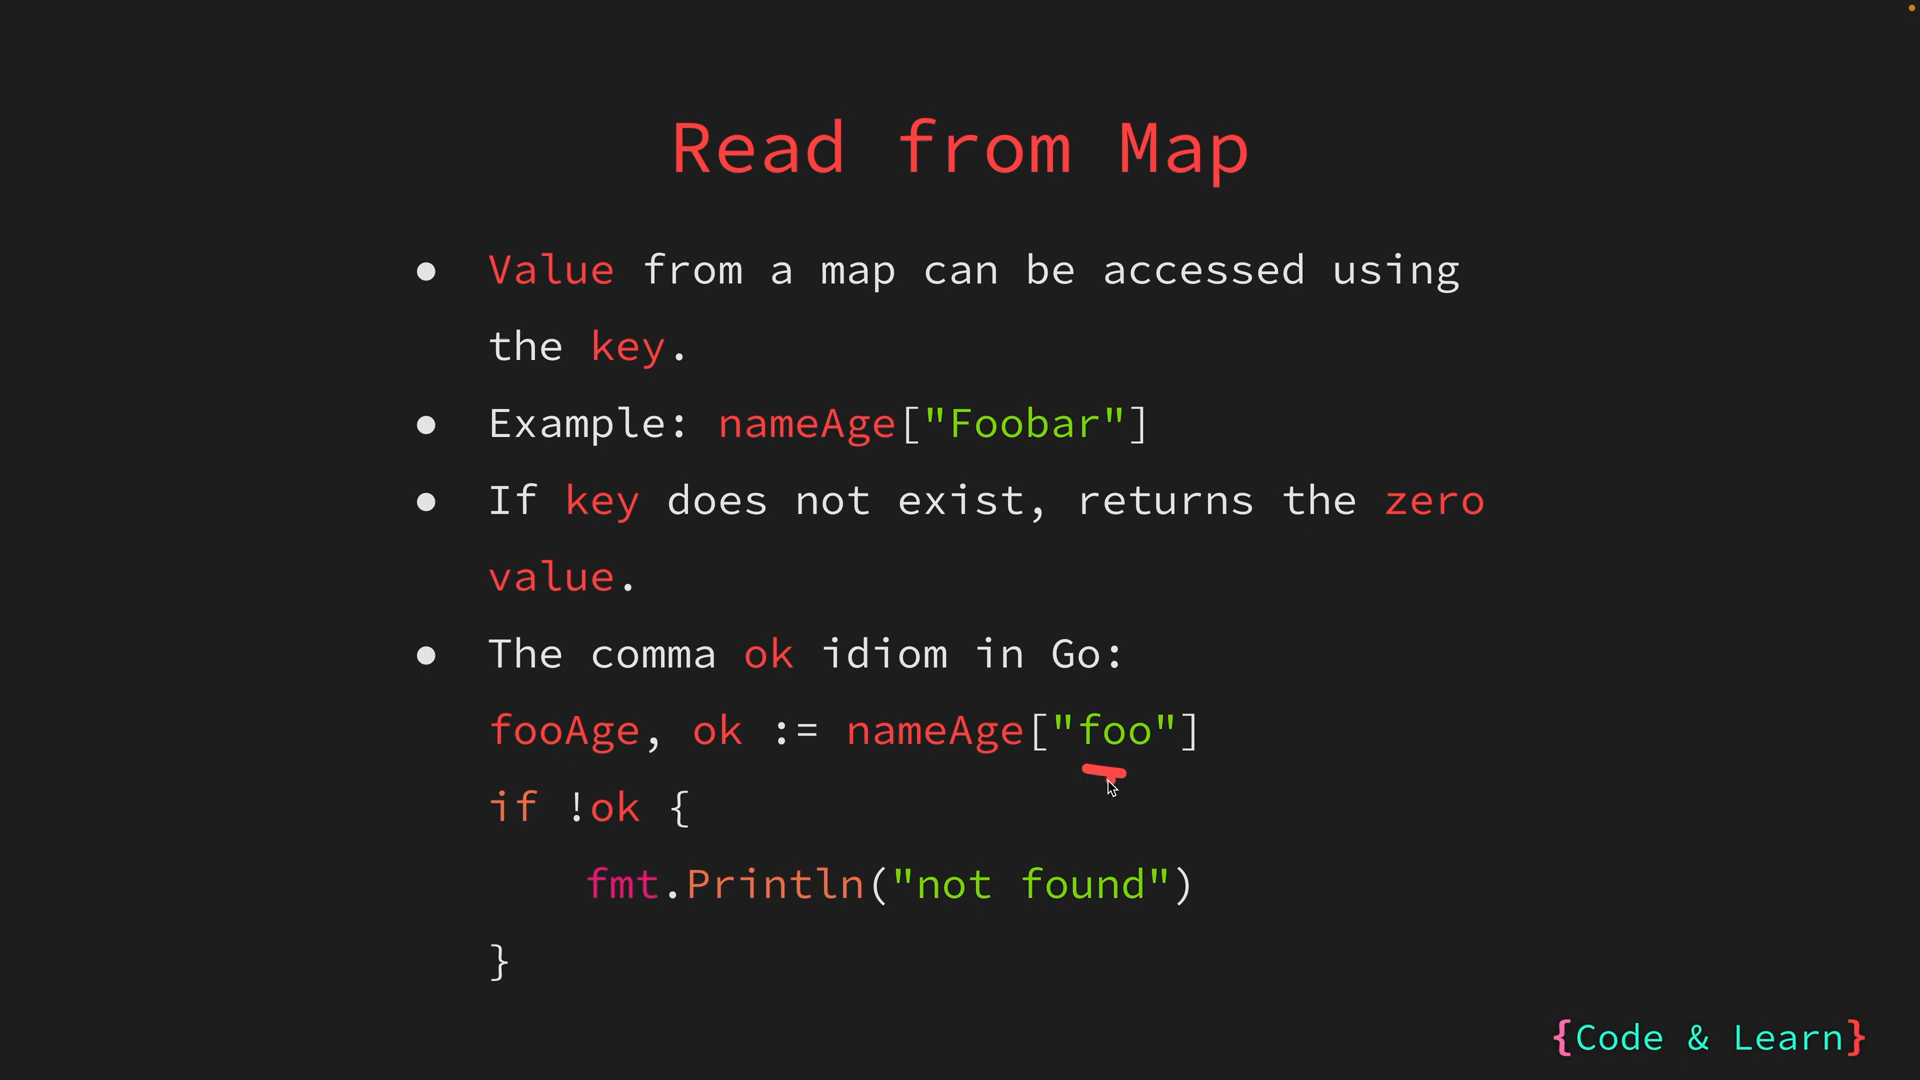 Read from Map
● Value from a map can be accessed using
the key.
● Example: nameAge["Foobar"]
● If key does not exist, returns the zero
value.
● The comma ok idiom in Go:
fooAge, ok := nameAge["foo"]
if !ok {
fmt.Println("not found")
}
{Code & Learn}